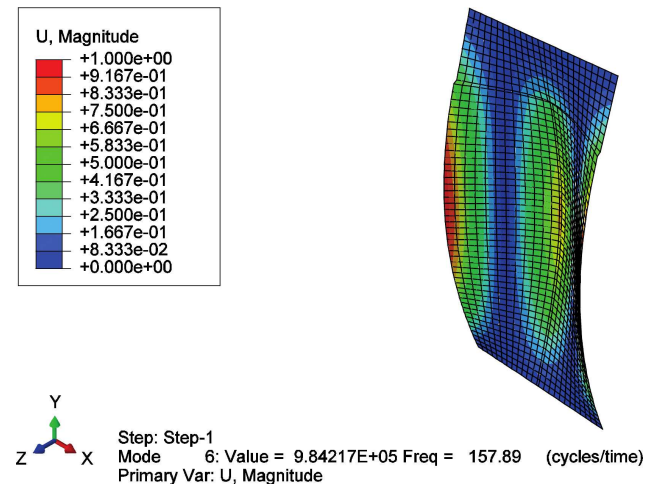 U, Magnitude
+1.000e+00
+9.167e-01
+8.333e-01
+7.500e-01
+6.667e-01
+5.833e-01
+5.000e-01
+4.167e-01
+3.333e-01
+2.500e-01
+1.667e-01
+8.333e-02
+0.000e+00
Y
Z X
Step: Step-1
Mode 6: Value = 9.84217E+05 Freq = 157.89 (cycles/time)
Primary Var: U, Magnitude